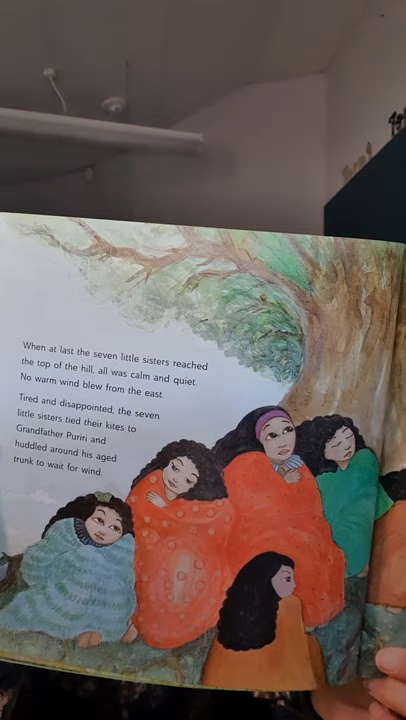 When at last the seven little sisters reached
the top of the hill, all was calm and quiet.
No warm wind blew from the east.
Tired and disappointed, the seven
little sisters tied their kites to
Grandfather Puriri and
huddled around his aged
trunk to wait for wind.